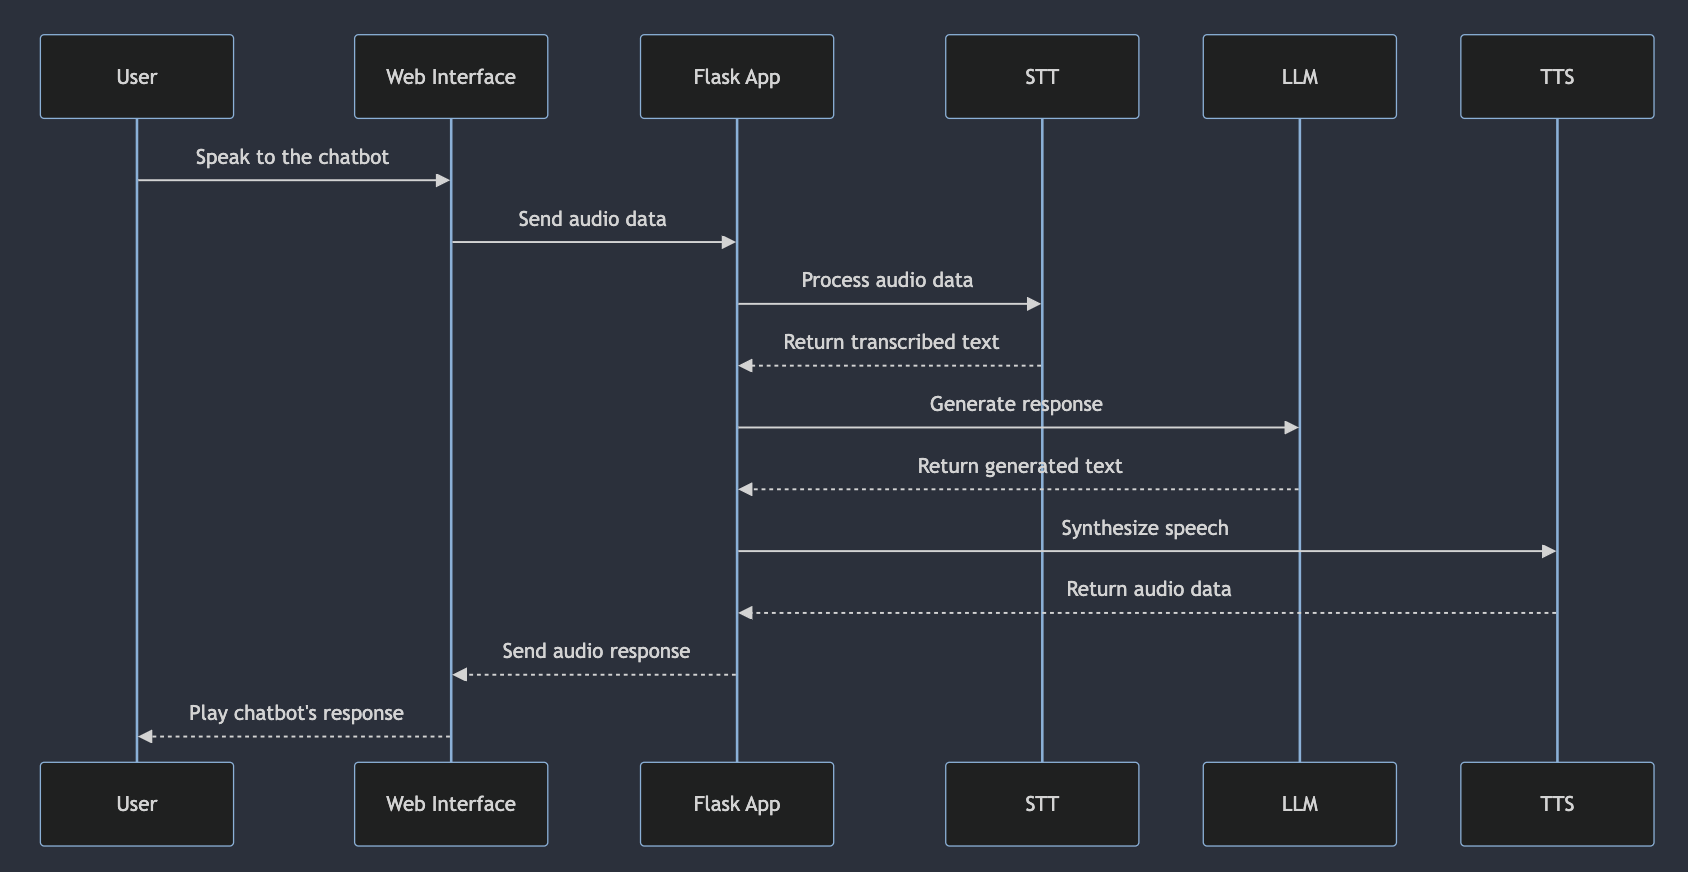 User
Web Interface
Flask App
STT
LLM
TTS
Speak to the chatbot
Send audio data
Process audio data
Return transcribed text
Generate response
Return generated text
Synthesize speech
Return audio data
Send audio response
Play chatbot's response
User
Web Interface
Flask App
STT
LLM
TTS